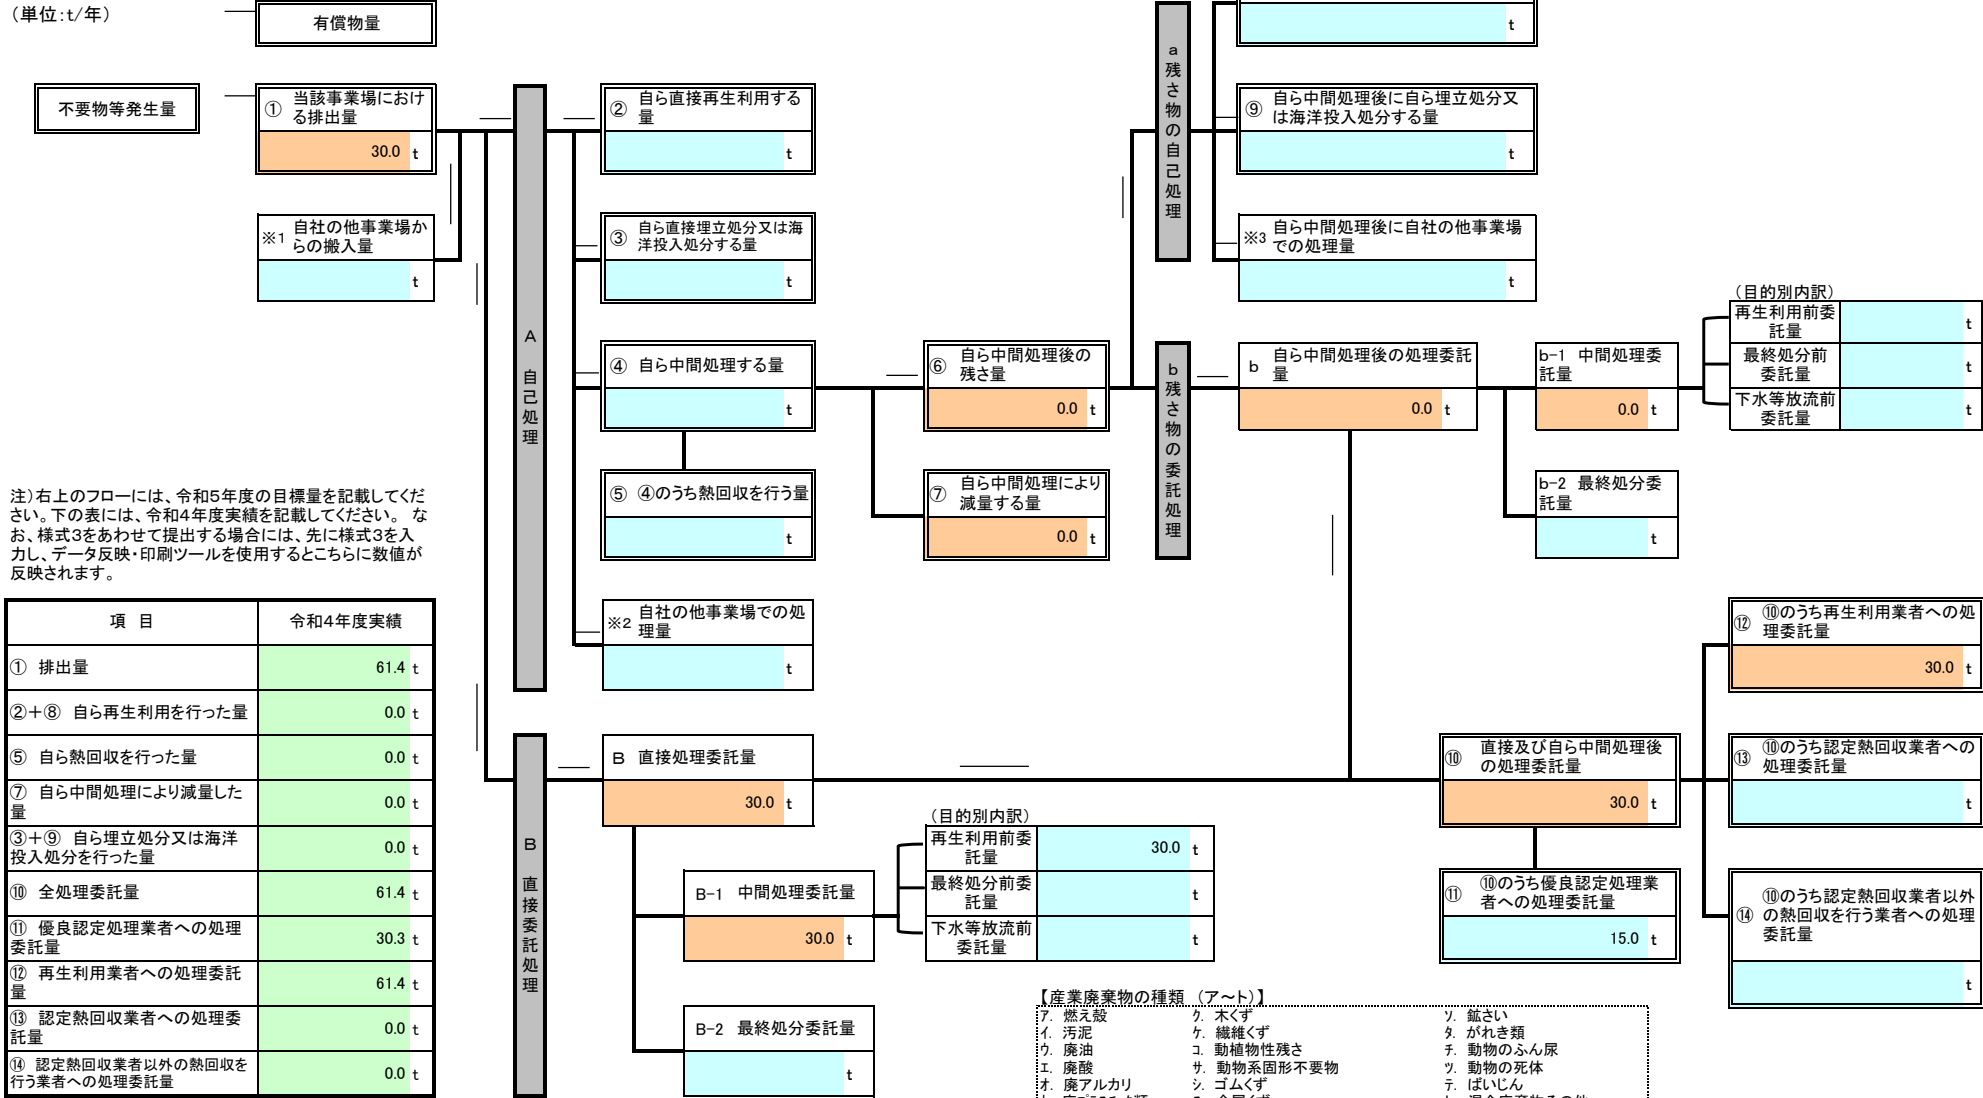 （単位：t/年）
有償物量
不要物等発生量
① 当該事業場におけ
る排出量
30.0 t
※1 自社の他事業場か
らの搬入量
t
A 自己処理
② 自ら直接再生利用する
量
t
③ 自ら直接埋立処分又は海
洋投入処分する量
t
④ 自ら中間処理する量
t
⑤ ④のうち熱回収を行う量
t
※2 自社の他事業場での処
理量
t
⑥ 自ら中間処理後の
残さ量
0.0 t
⑦ 自ら中間処理により
減量する量
0.0 t
a 残さ物の自己処理
t
⑨ 自ら中間処理後に自ら埋立処分又
は海洋投入処分する量
t
※3 自ら中間処理後に自社の他事業場
での処理量
t
b 残さ物の委託処理
b 自ら中間処理後の処理委託
量
0.0 t
b-1 中間処理委
託量
0.0 t
b-2 最終処分委
託量
t
（目的別内訳）
再生利用前委
託量
t
最終処分前
委託量
t
下水等放流前
委託量
t
注）右上のフローには、令和５年度の目標量を記載してくだ
さい。下の表には、令和４年度実績を記載してください。 な
お、様式３をあわせて提出する場合には、先に様式３を入
力し、データ反映・印刷ツールを使用するとこちらに数値が
反映されます。
項 目 令和４年度実績
① 排出量 61.4 t
②＋⑧ 自ら再生利用を行った量 0.0 t
⑤ 自ら熱回収を行った量 0.0 t
⑦ 自ら中間処理により減量した
量 0.0 t
③＋⑨ 自ら埋立処分又は海洋
投入処分を行った量 0.0 t
⑩ 全処理委託量 61.4 t
⑪ 優良認定処理業者への処理
委託量 30.3 t
⑫ 再生利用業者への処理委託
量 61.4 t
⑬ 認定熱回収業者への処理委
託量 0.0 t
⑭ 認定熱回収業者以外の熱回収を
行う業者への処理委託量 0.0 t
B 直接委託処理
B 直接処理委託量
30.0 t
B-1 中間処理委託量
30.0 t
B-2 最終処分委託量
t
（目的別内訳）
再生利用前委
託量
30.0 t
最終処分前委
託量
t
下水等放流前
委託量
t
⑩ 直接及び自ら中間処理後
の処理委託量
30.0 t
⑪ ⑩のうち優良認定処理業
者への処理委託量
15.0 t
⑫ ⑩のうち再生利用業者への処
理委託量
30.0 t
⑬ ⑩のうち認定熱回収業者への
処理委託量
t
⑭ ⑩のうち認定熱回収業者以外
の熱回収を行う業者への処理
委託量
t
【産業廃棄物の種類 （ア～ト）】
ア. 燃え殻 ク. 木くず ソ. 鉱さい
イ. 汚泥 ケ. 繊維くず タ. がれき類
ウ. 廃油 コ. 動植物性残さ チ. 動物のふん尿
エ. 廃酸 サ. 動物系固形不要物 ツ. 動物の死体
オ. 廃アルカリ シ. ゴムくず テ. ばいじん